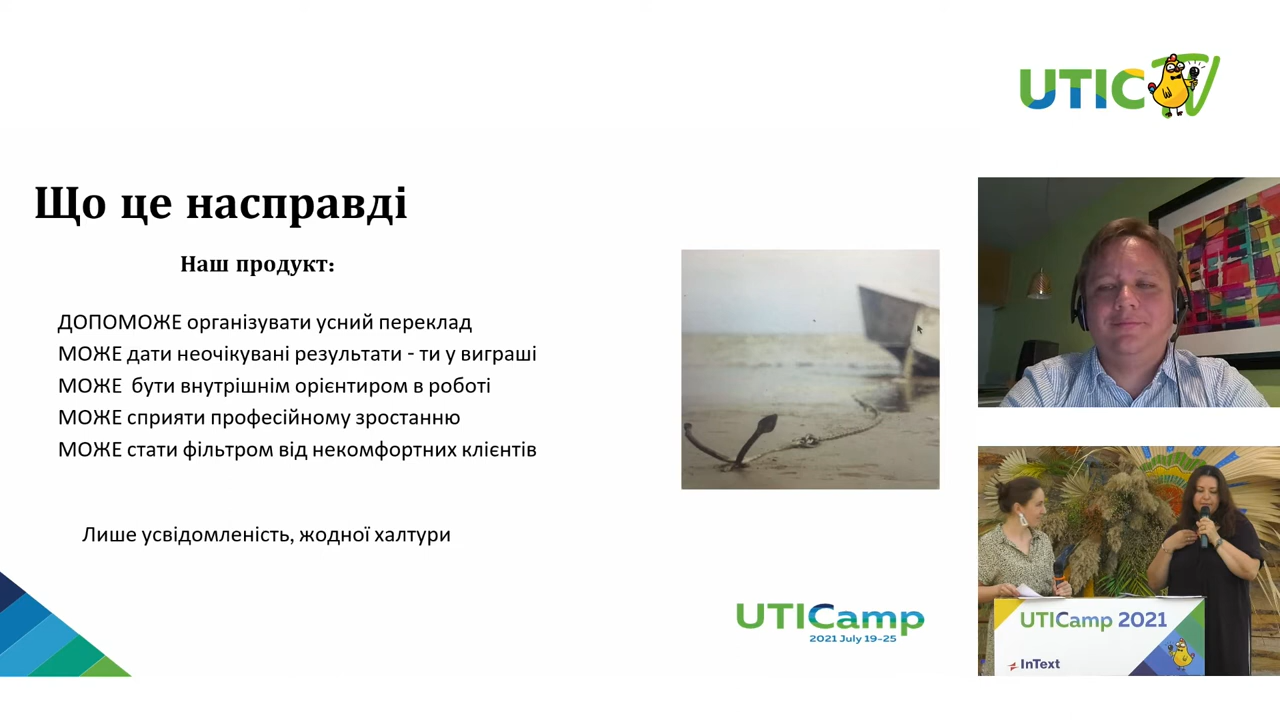 UTIC TV
Що це насправді
Наш продукт:
ДОПОМОЖЕ організувати усний переклад
МОЖЕ дати неочікувані результати - ти у виграші
МОЖЕ бути внутрішнім орієнтиром в роботі
МОЖЕ сприяти професійному зростанню
МОЖЕ стати фільтром від некомфортних клієнтів
Лише усвідомленість, жодної халтури
UTICamp
2021 July 19-25
UTICamp 2021
InText